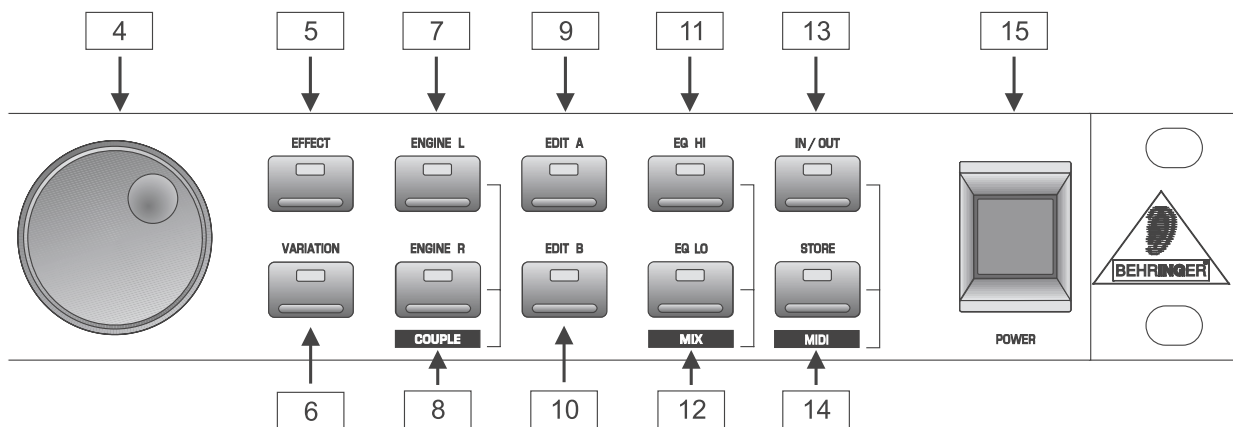 4 5 7 9 11 13 15
EFFECT ENGINE L EDIT A EQ HI IN / OUT
VARIATION ENGINE R EDIT B EQ LO STORE
BEHRINGER
COUPLE MIX MIDI POWER
6 8 10 12 14